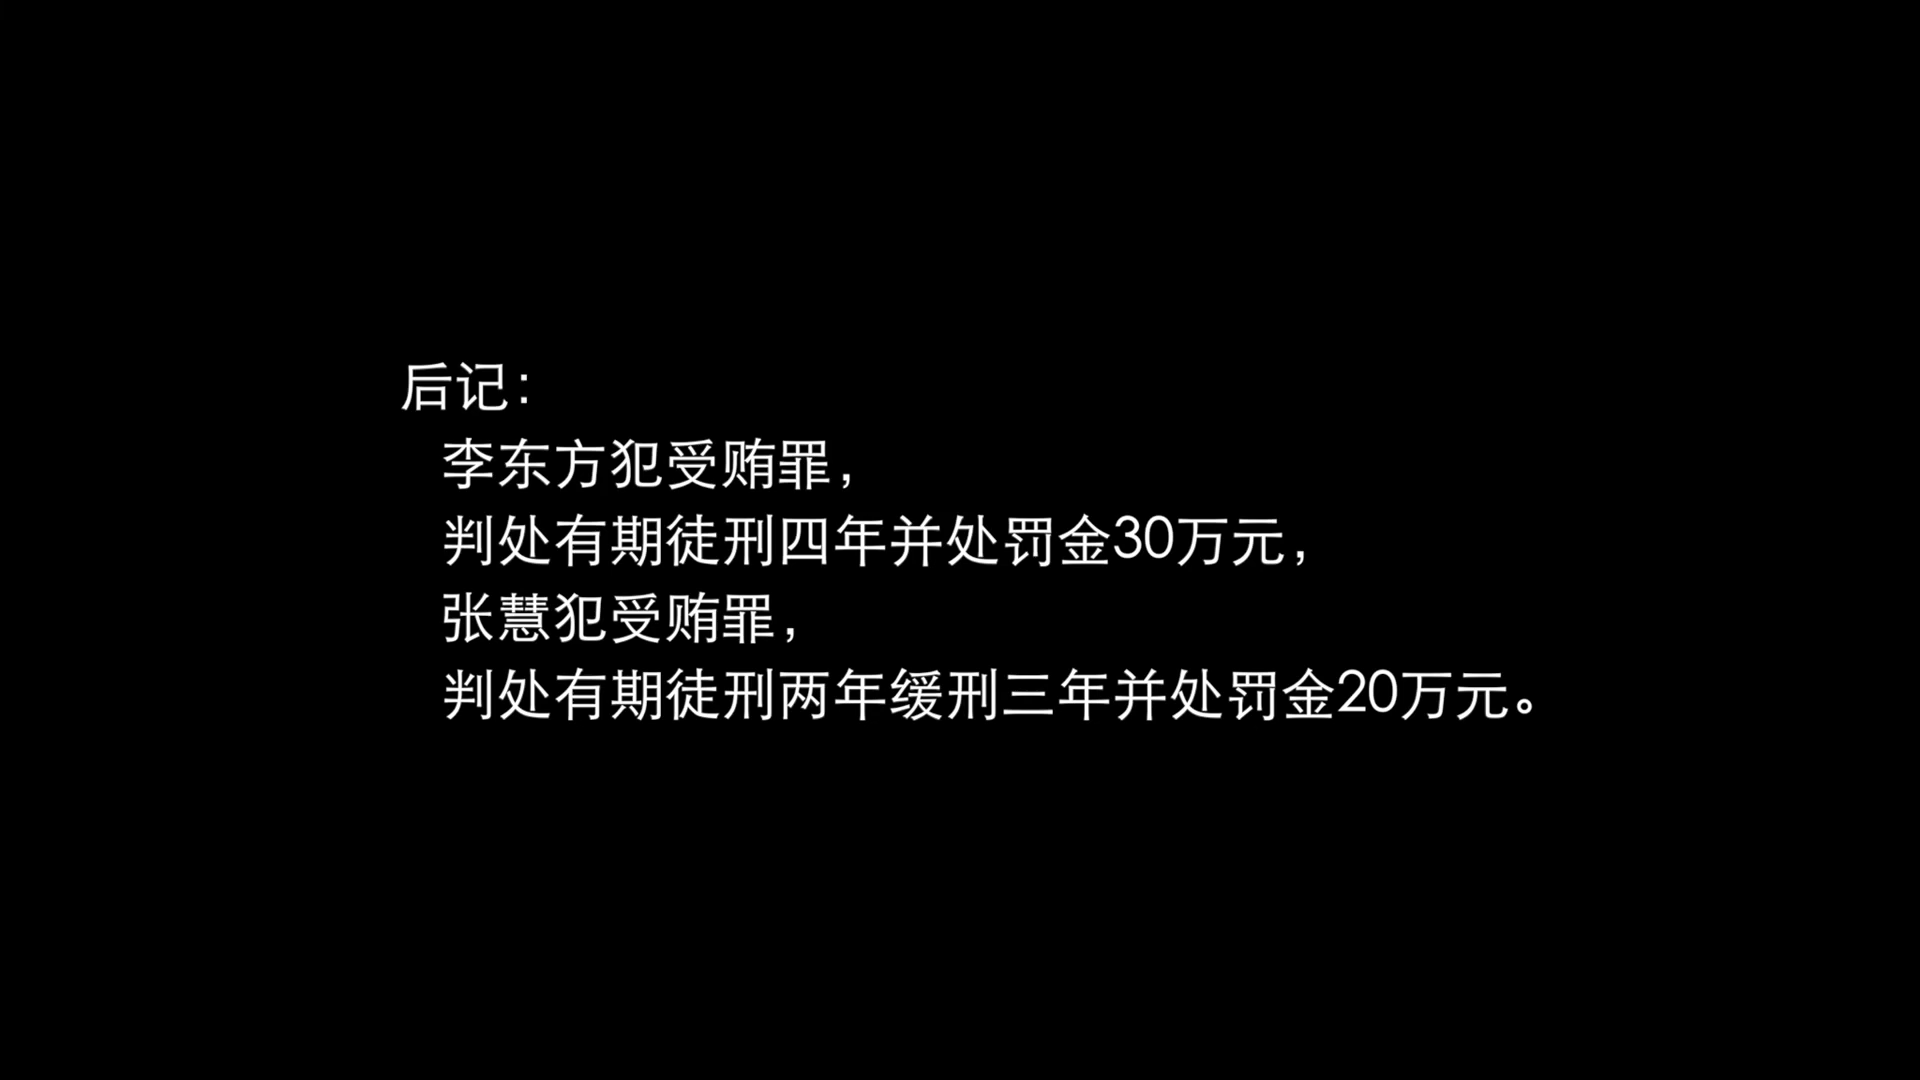 后记：
李东方犯受贿罪，
判处有期徒刑四年并处罚金30万元，
张慧犯受贿罪，
判处有期徒刑两年缓刑三年并处罚金20万元。